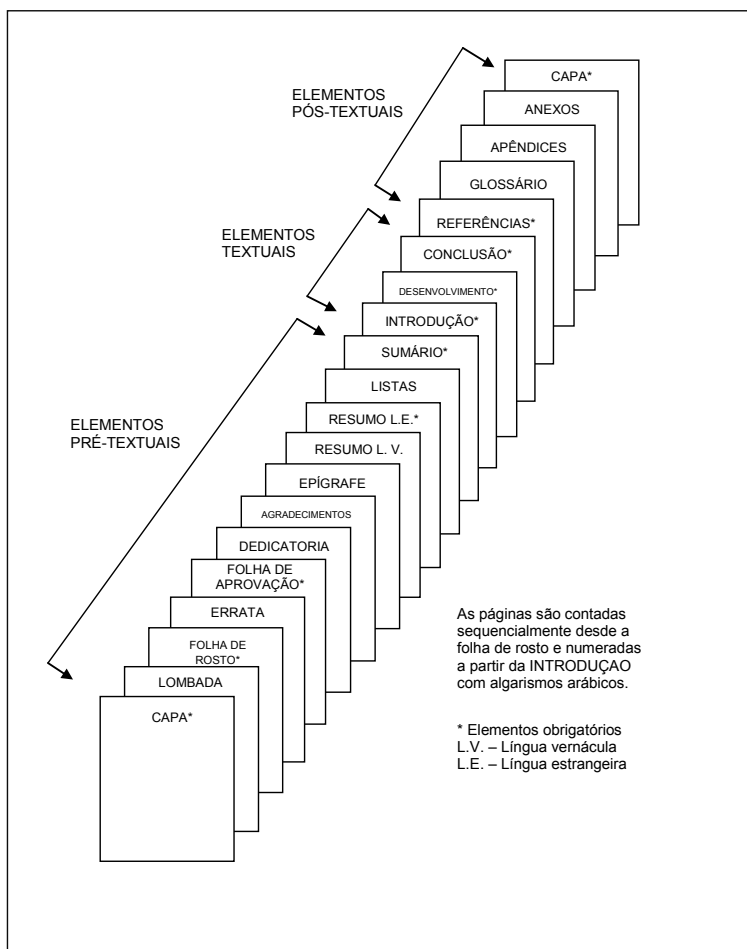 CAPA*
ANEXOS
APÊNDICES
GLOSSÁRIO
REFERÊNCIAS*
CONCLUSÃO*
DESENVOLVIMENTO*
INTRODUÇÃO*
SUMÁRIO*
LISTAS
RESUMO L.E.*
RESUMO L. V.
EPÍGRAFE
AGRADECIMENTOS
DEDICATORIA
FOLHA DE
APROVAÇÃO*
ERRATA
FOLHA DE
ROSTO*
LOMBADA
CAPA*
ELEMENTOS
PÓS-TEXTUAIS
ELEMENTOS
TEXTUAIS
ELEMENTOS
PRÉ-TEXTUAIS
As páginas são contadas
sequencialmente desde a
folha de rosto e numeradas
a partir da INTRODUÇAO
com algarismos arábicos.
* Elementos obrigatórios
L.V. – Língua vernácula
L.E. – Língua estrangeira